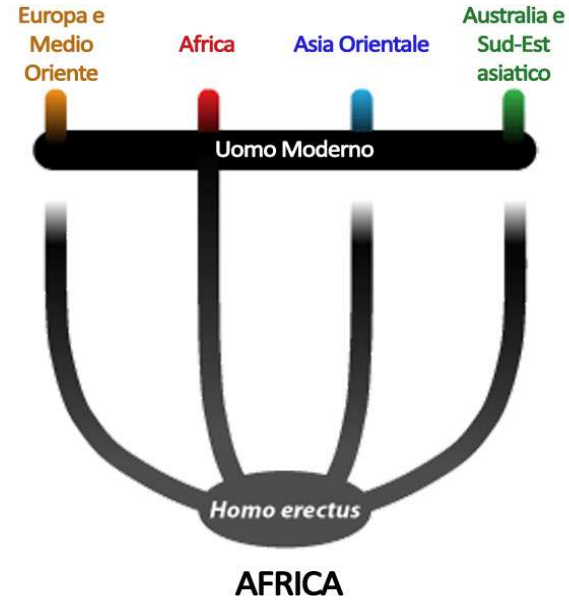 Europa e
Medio
Oriente
Africa
Asia Orientale
Australia e
Sud-Est
asiatico
Uomo Moderno
Homo erectus
AFRICA